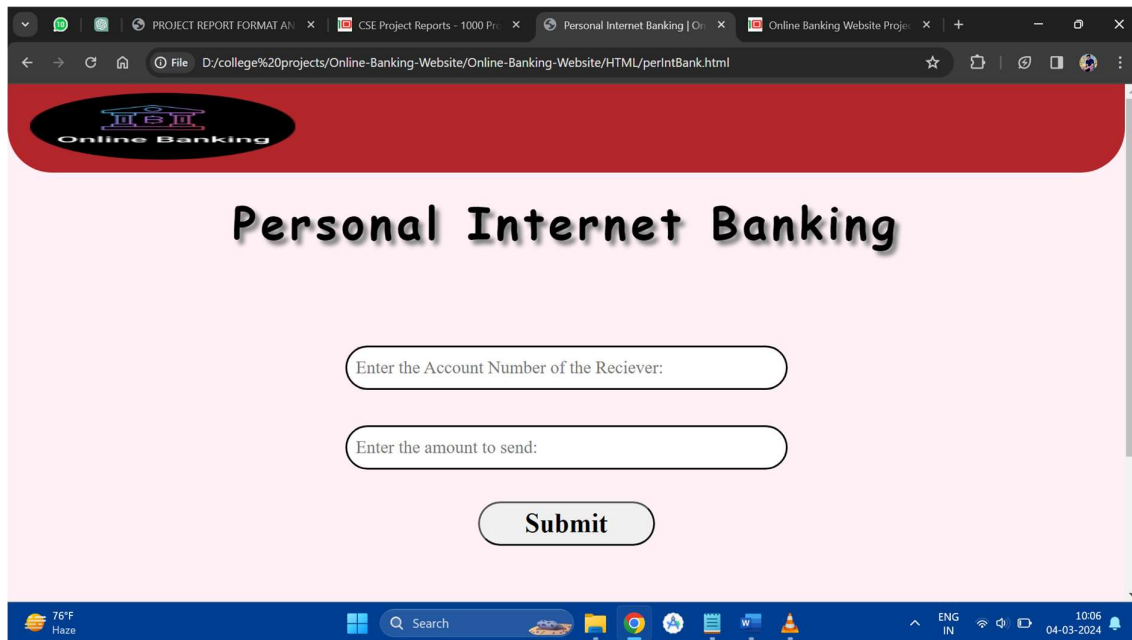 10
PROJECT REPORT FORMAT AN
CSE Project Reports - 1000 Pro
Personal Internet Banking | On
Online Banking Website Projec
File D:/college%20projects/Online-Banking-Website/Online-Banking-Website/HTML/perIntBank.html
Online Banking
Personal Internet Banking
Enter the Account Number of the Reciever:
Enter the amount to send:
Submit
76°F
Haze
Search
ENG
IN
10:06
04-03-2024